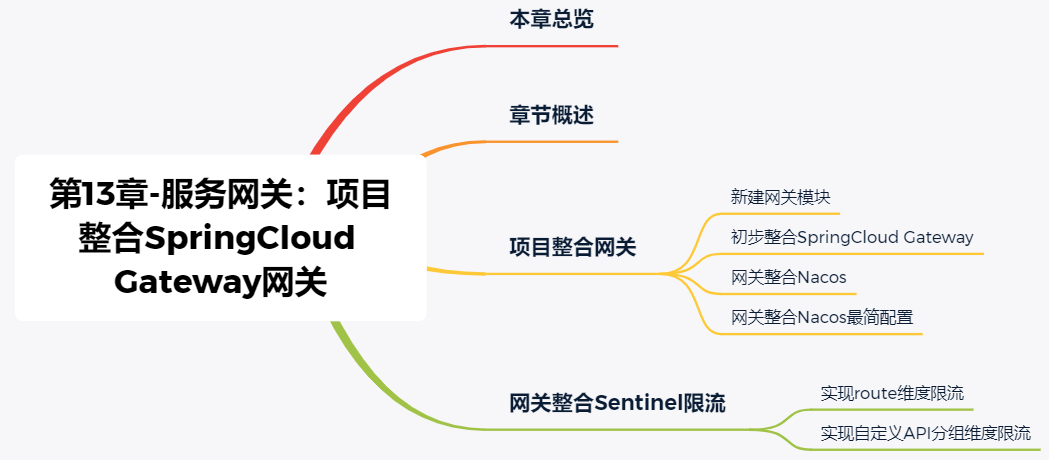 本章总览
章节概述
第13章-服务网关：项目
整合SpringCloud
Gateway网关
项目整合网关
新建网关模块
初步整合SpringCloud Gateway
网关整合Nacos
网关整合Nacos最简配置
网关整合Sentinel限流
实现route维度限流
实现自定义API分组维度限流